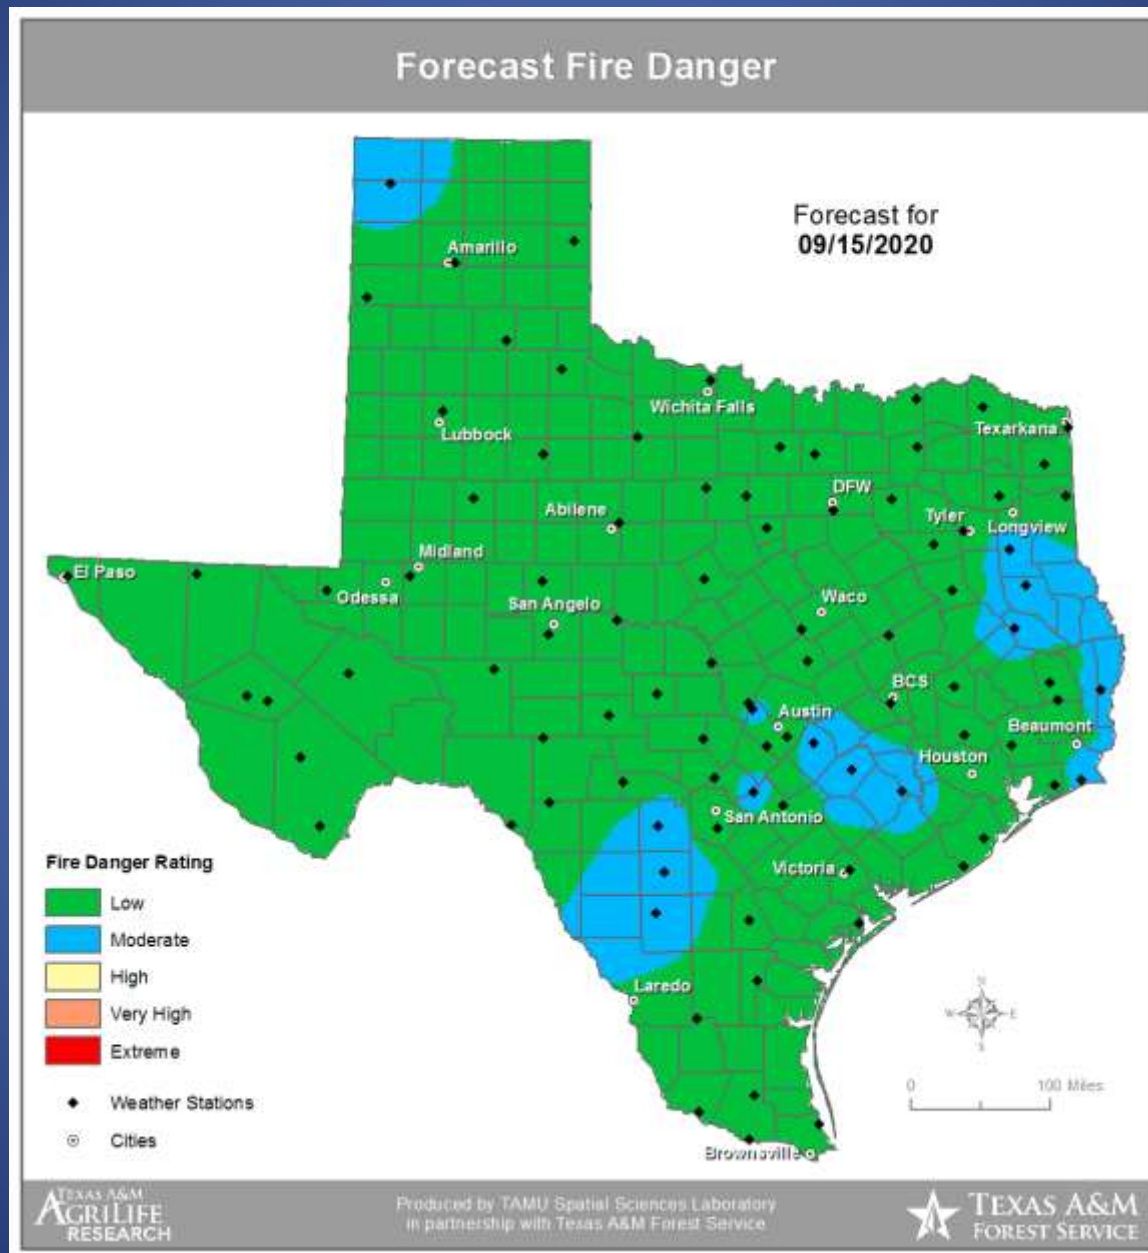 Forecast Fire Danger
Forecast for
09/15/2020
Amarillo
Wichita Falls
Lubbock
Texarkana
DFW
Abilene
Tyler
Longview
Midland
El Paso
Odessa
San Angelo
Waco
BCS
Austin
Beaumont
Houston
San Antonio
Victoria
Laredo
Brownsville
Fire Danger Rating
Low
Moderate
High
Very High
Extreme
Weather Stations
Cities
N
W
E
S
0 100 Miles
TEXAS A&M
AGRILIFE
RESEARCH
Produced by TAMU Spatial Sciences Laboratory
in partnership with Texas A&M Forest Service
TEXAS A&M
FOREST SERVICE